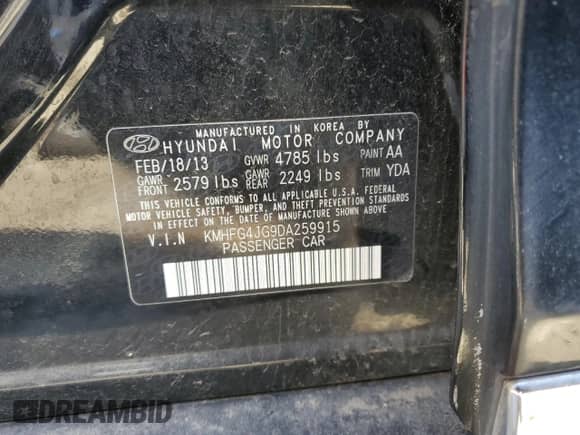 MANUFACTURED IN KOREA BY
HYUNDAI MOTOR COMPANY
FEB/18/13 GVWR 4785 lbs PAINT AA
GAWR FRONT 2579 lbs GAWR REAR 2249 lbs TRIM YDA
THIS VEHICLE CONFORMS TO ALL APPLICABLE U.S.A. FEDERAL
MOTOR VEHICLE SAFETY, BUMPER, AND THEFT PREVENTION STANDARDS
IN EFFECT ON THE DATE OF MANUFACTURE SHOWN ABOVE.
V.I.N KMHFG4JG9DA259915
PASSENGER CAR
DREAMBID